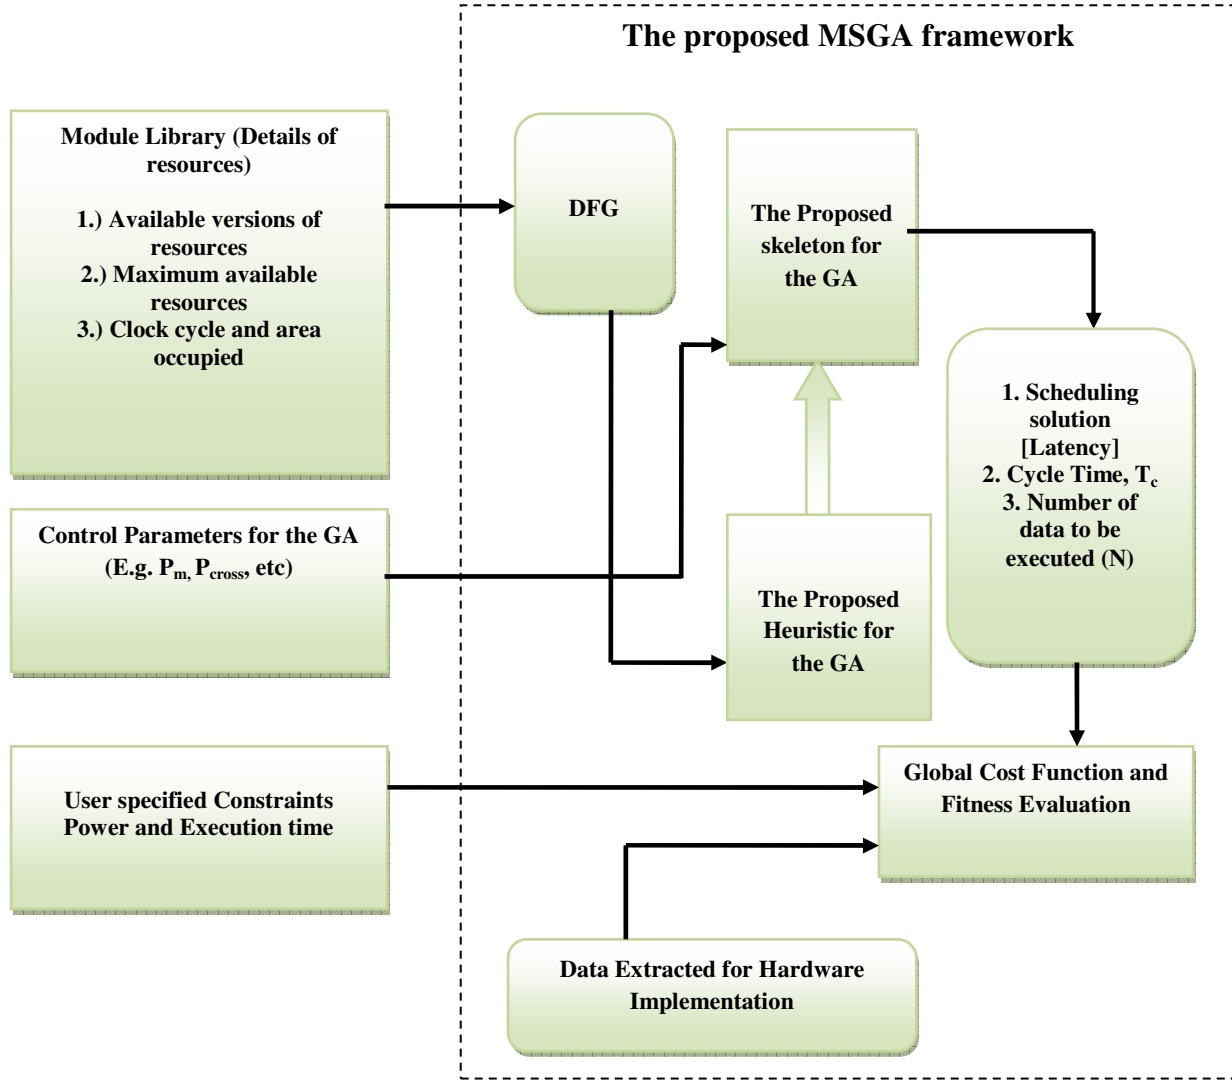 The proposed MSGA framework
Module Library (Details of
resources)
1.) Available versions of
resources
2.) Maximum available
resources
3.) Clock cycle and area
occupied
DFG
The Proposed
skeleton for
the GA
1. Scheduling
solution
[Latency]
2. Cycle Time, Tc
3. Number of
data to be
executed (N)
Control Parameters for the GA
(E.g. Pm, Pcross, etc)
The Proposed
Heuristic for
the GA
User specified Constraints
Power and Execution time
Global Cost Function and
Fitness Evaluation
Data Extracted for Hardware
Implementation